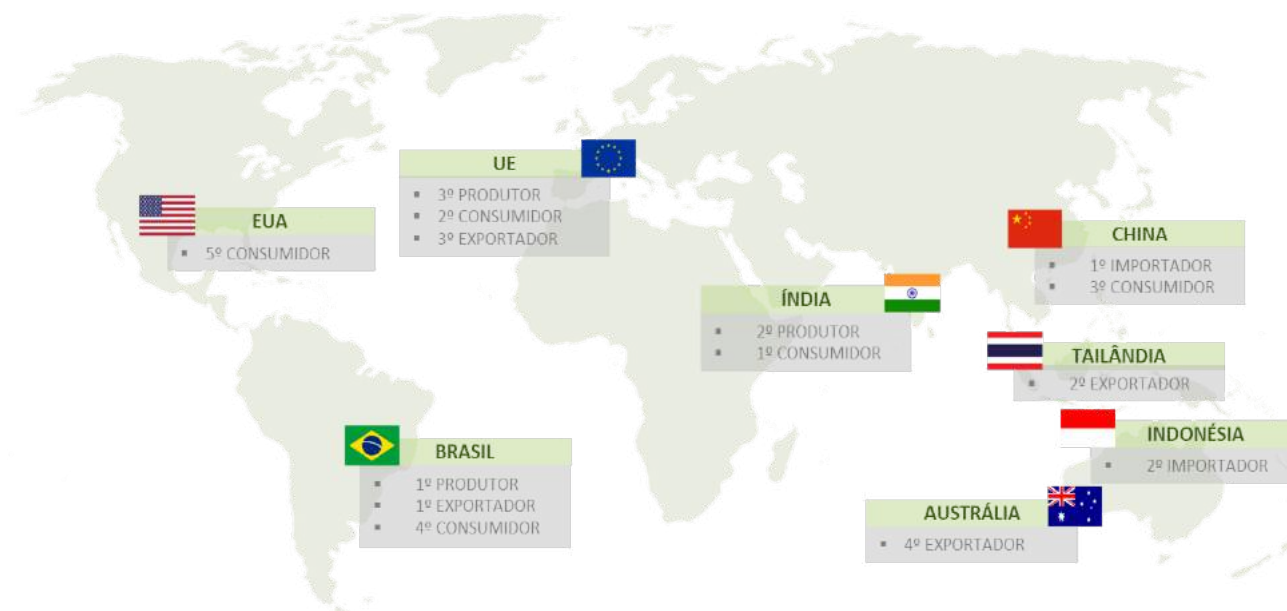 UE
3º PRODUTOR
2º CONSUMIDOR
3º EXPORTADOR
EUA
5º CONSUMIDOR
CHINA
1º IMPORTADOR
3º CONSUMIDOR
ÍNDIA
2º PRODUTOR
1º CONSUMIDOR
TAILÂNDIA
2º EXPORTADOR
INDONÉSIA
2º IMPORTADOR
BRASIL
1º PRODUTOR
1º EXPORTADOR
4º CONSUMIDOR
AUSTRÁLIA
4º EXPORTADOR